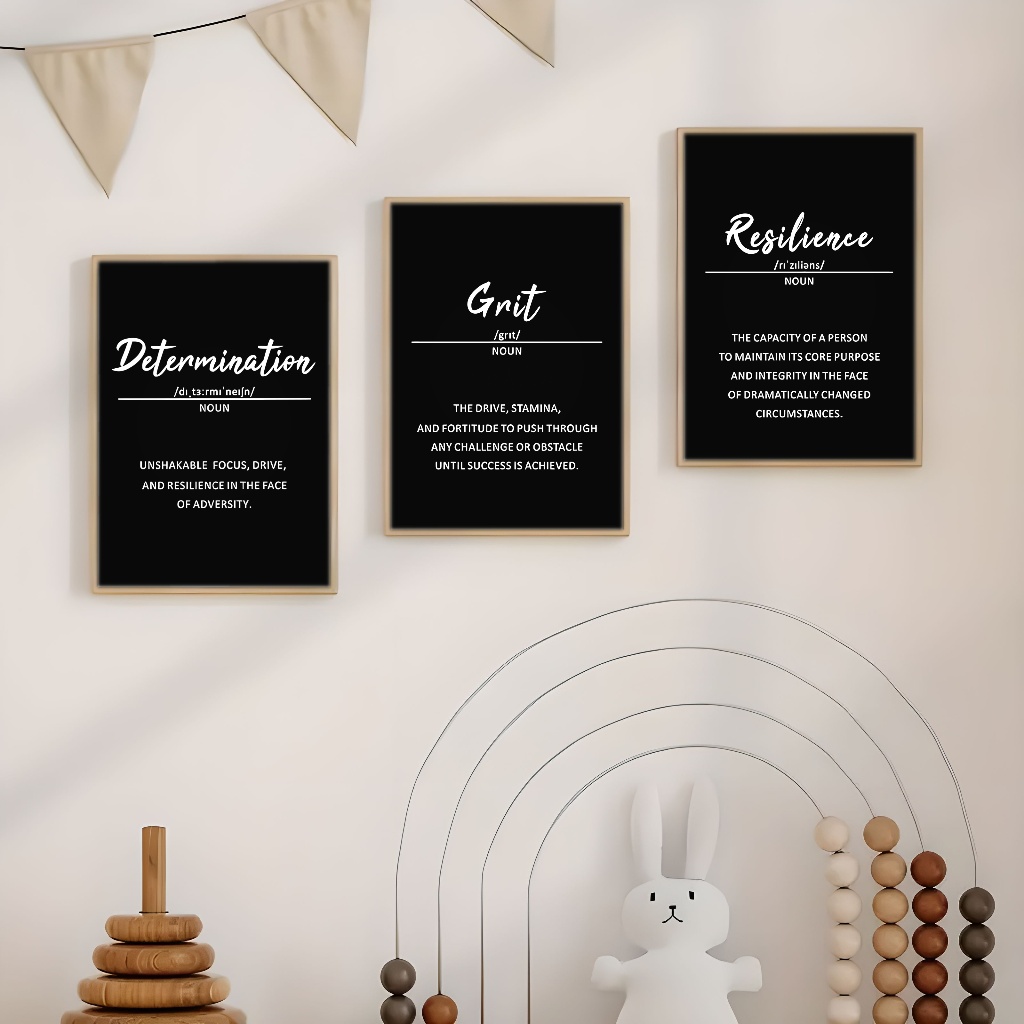 Determination
/dɪˌtɜːrmɪˈneɪʃn/
NOUN
UNSHAKABLE FOCUS, DRIVE,
AND RESILIENCE IN THE FACE
OF ADVERSITY.
Grit
/ɡrɪt/
NOUN
THE DRIVE, STAMINA,
AND FORTITUDE TO PUSH THROUGH
ANY CHALLENGE OR OBSTACLE
UNTIL SUCCESS IS ACHIEVED.
Resilience
/rɪˈzɪliəns/
NOUN
THE CAPACITY OF A PERSON
TO MAINTAIN ITS CORE PURPOSE
AND INTEGRITY IN THE FACE
OF DRAMATICALLY CHANGED
CIRCUMSTANCES.